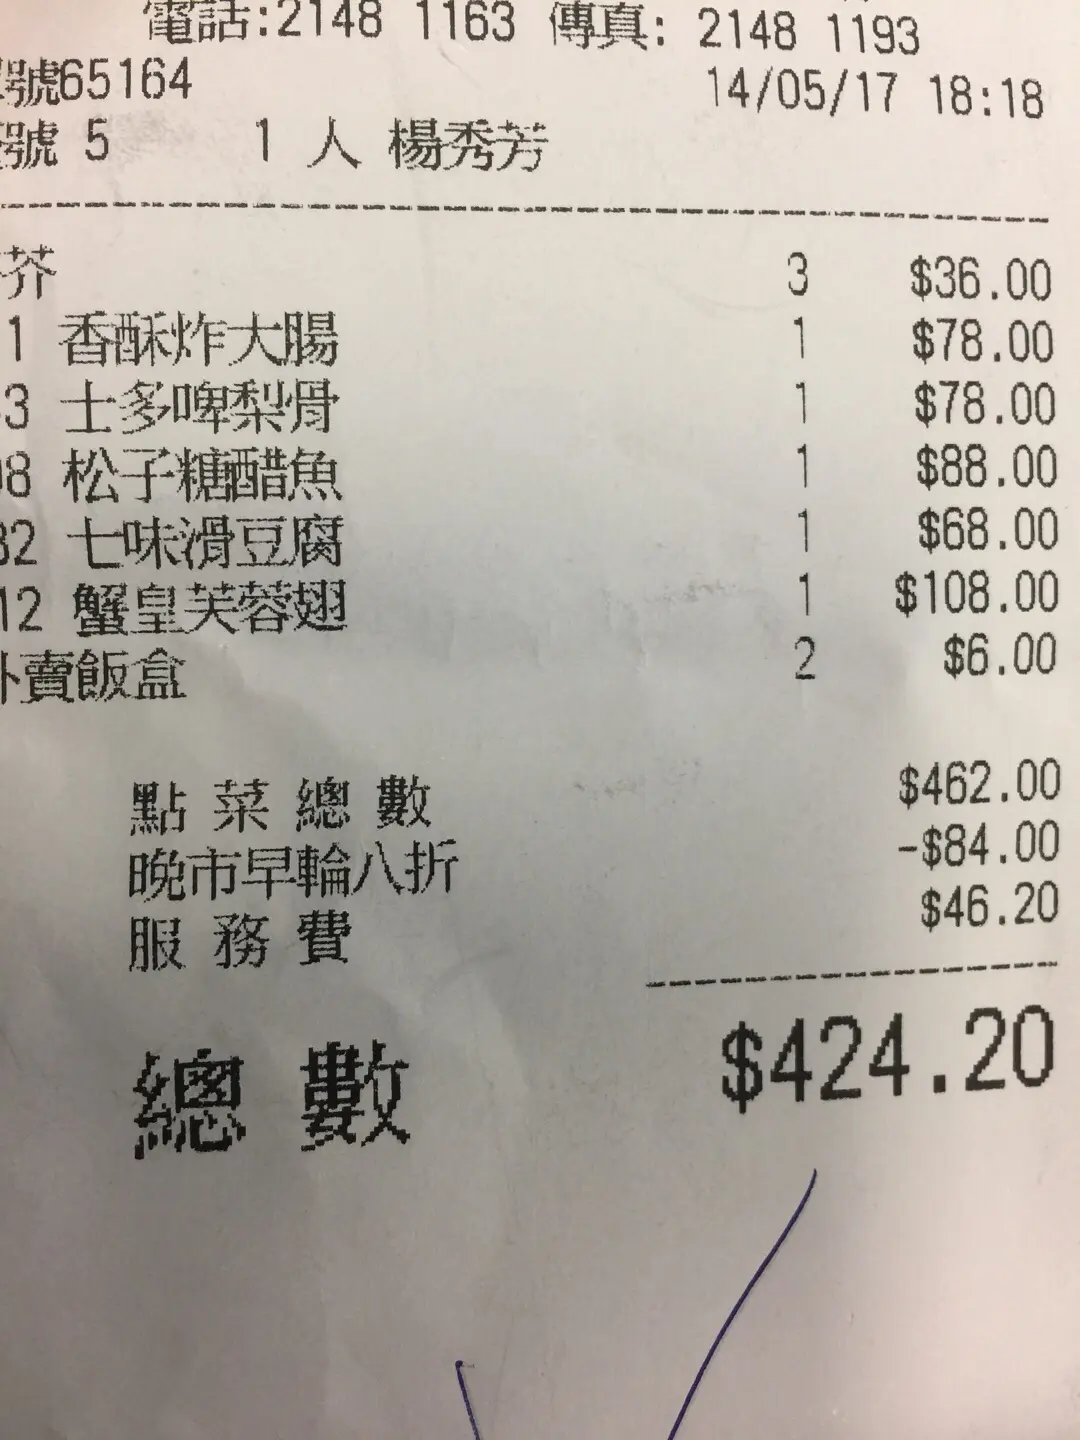 電話:2148 1163 傳真: 2148 1193
號65164 14/05/17 18:18
號 5 1 人 楊秀芳
芥 3 $36.00
1 香酥炸大腸 1 $78.00
3 士多啤梨骨 1 $78.00
08 松子糖醋魚 1 $88.00
32 七味滑豆腐 1 $68.00
12 蟹皇芙蓉翅 1 $108.00
外賣飯盒 2 $6.00
點菜總數 $462.00
晚市早輪八折 -$84.00
服務費 $46.20
總數 $424.20